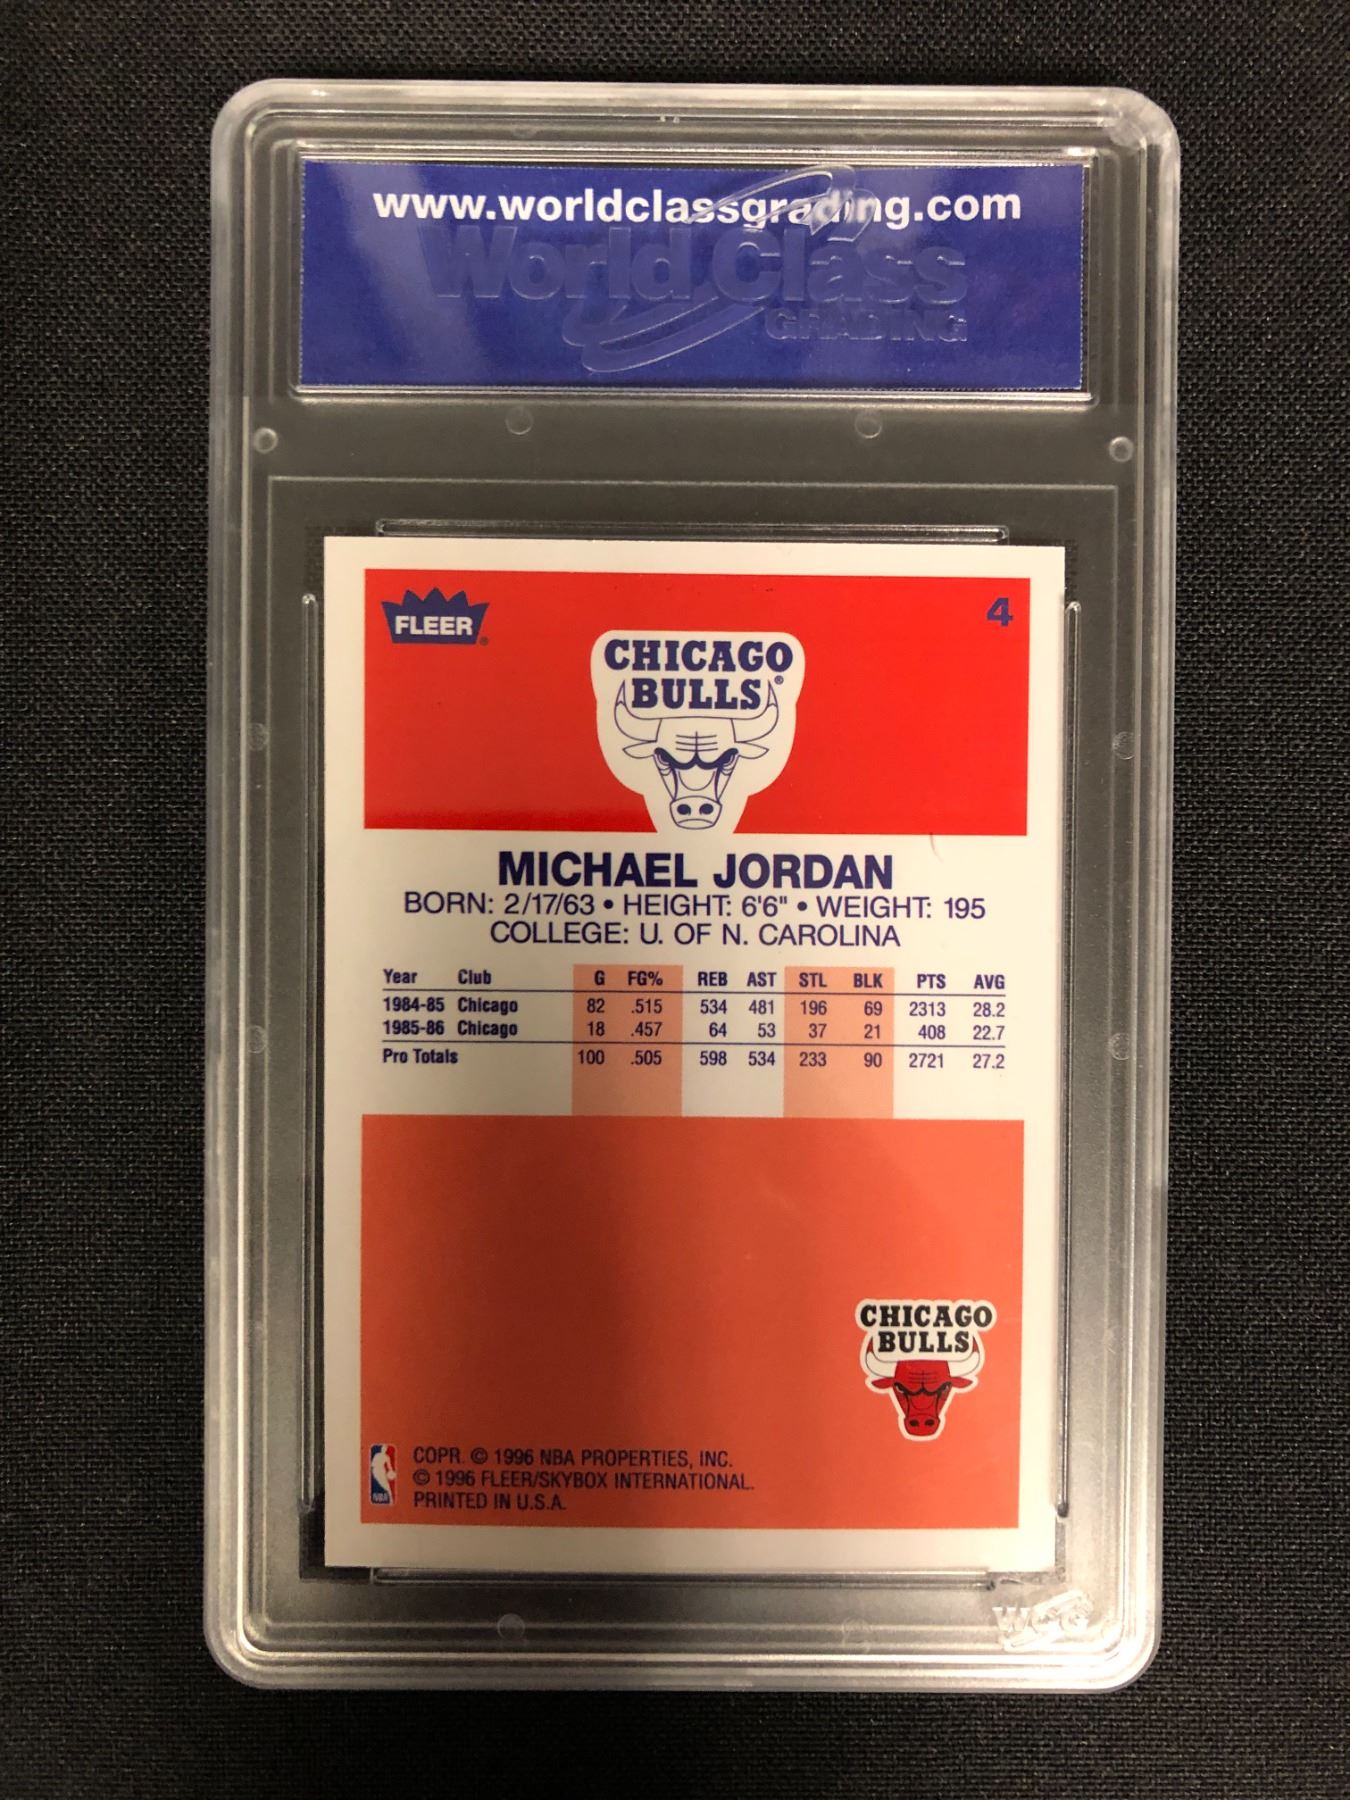 www.worldclassgrading.com
World Class
GRADING
FLEER®
4
CHICAGO
BULLS®
MICHAEL JORDAN
BORN: 2/17/63 • HEIGHT: 6'6" • WEIGHT: 195
COLLEGE: U. OF N. CAROLINA
Year Club G FG% REB AST STL BLK PTS AVG
1984-85 Chicago 82 .515 534 481 196 69 2313 28.2
1985-86 Chicago 18 .457 64 53 37 21 408 22.7
Pro Totals 100 .505 598 534 233 90 2721 27.2
CHICAGO
BULLS
COPR. © 1996 NBA PROPERTIES, INC.
© 1996 FLEER/SKYBOX INTERNATIONAL.
PRINTED IN U.S.A.
NBA
WCG